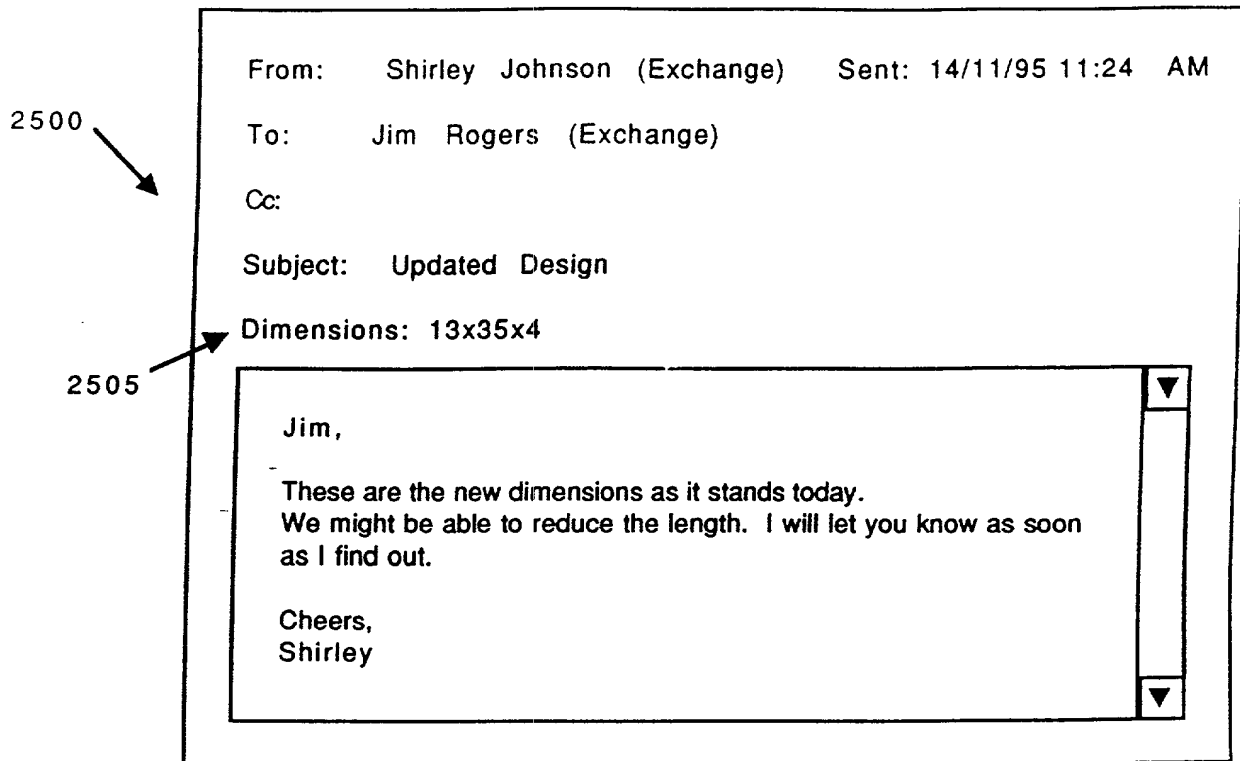 From: Shirley Johnson (Exchange) Sent: 14/11/95 11:24 AM
2500
To: Jim Rogers (Exchange)
Cc:
Subject: Updated Design
Dimensions: 13x35x4
2505
Jim,
These are the new dimensions as it stands today.
We might be able to reduce the length. I will let you know as soon
as I find out.
Cheers,
Shirley